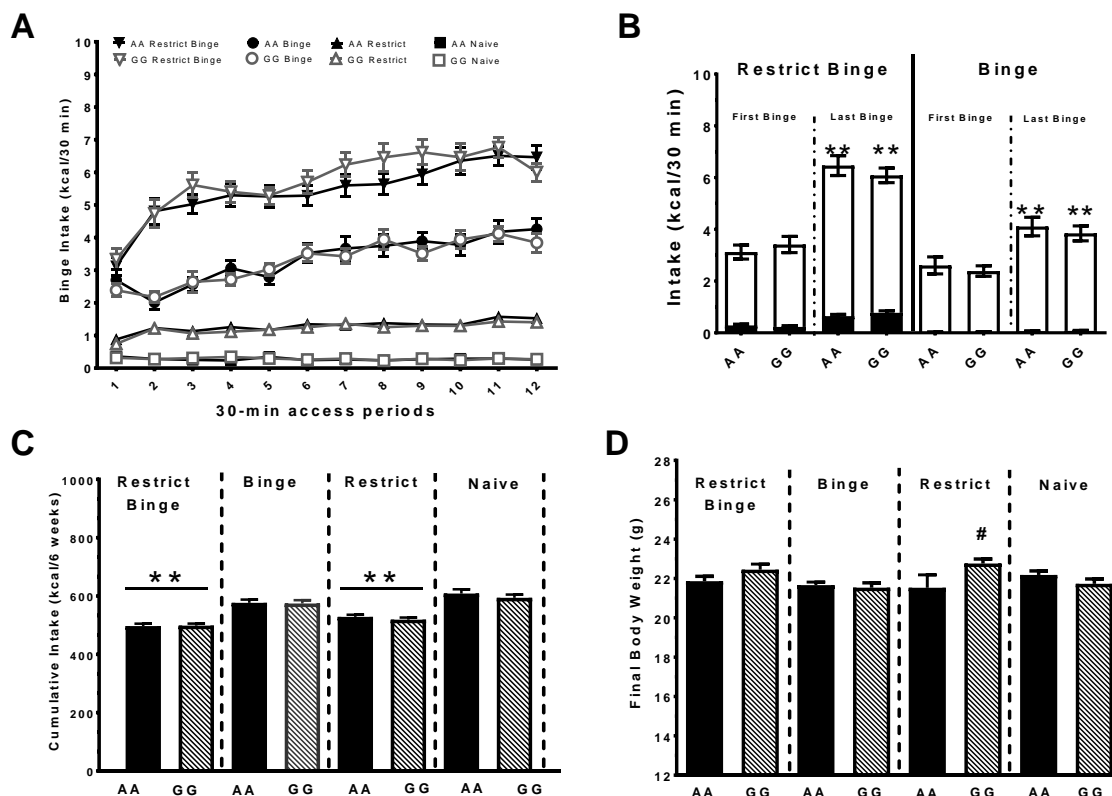 A
AA Restrict Binge AA Binge AA Restrict AA Naive
GG Restrict Binge GG Binge GG Restrict GG Naive
Binge Intake (kcal/30 min)
10
9
8
7
6
5
4
3
2
1
0
1 2 3 4 5 6 7 8 9 10 11 12
30-min access periods
B
Restrict Binge Binge
First Binge Last Binge First Binge Last Binge
Intake (kcal/30 min)
10
8
6
4
2
0
** ** ** **
AA GG AA GG AA GG AA GG
C
Cumulative Intake (kcal/6 weeks)
1000
800
600
400
200
0
Restrict Binge Restrict Naive
Binge
** **
AA GG AA GG AA GG AA GG
D
Final Body Weight (g)
28
26
24
22
20
18
16
14
12
Restrict Binge Restrict Naive
Binge
#
AA GG AA GG AA GG AA GG